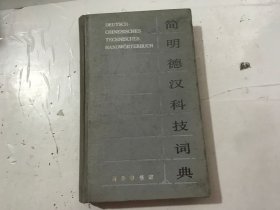 DEUTSCH-
CHINESISCHES
TECHNISCHES
HANDWÖRTERBUCH
简明德汉科技词典